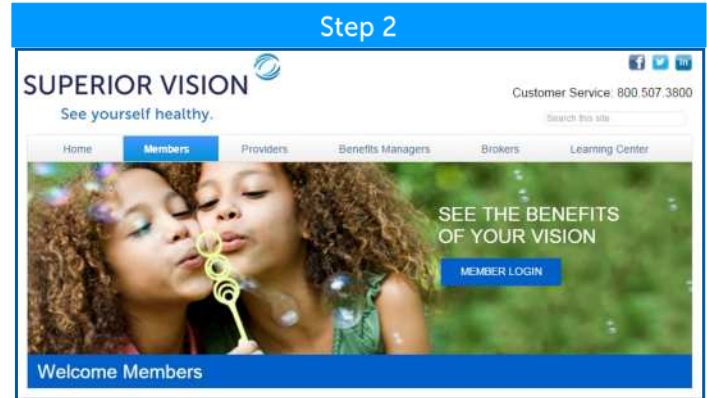 Step 2
SUPERIOR VISION
See yourself healthy.
Customer Service: 800.507.3800
Search this site
Home Members Providers Benefits Managers Brokers Learning Center
SEE THE BENEFITS
OF YOUR VISION
MEMBER LOGIN
Welcome Members